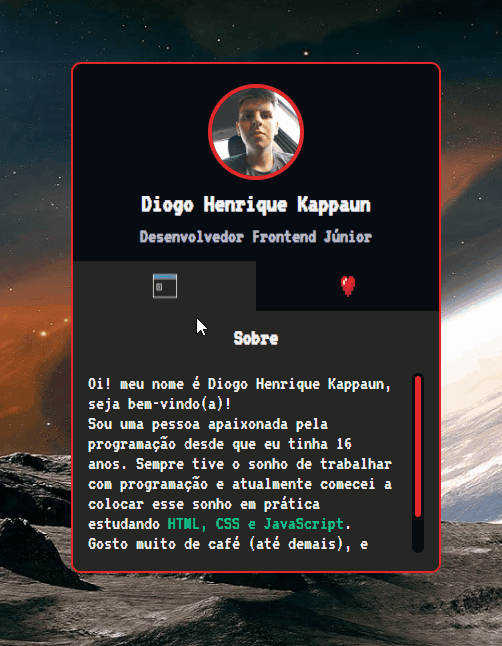 Diogo Henrique Kappaun
Desenvolvedor Frontend Júnior
Sobre
Oi! meu nome é Diogo Henrique Kappaun,
seja bem-vindo(a)!
Sou uma pessoa apaixonada pela
programação desde que eu tinha 16
anos. Sempre tive o sonho de trabalhar
com programação e atualmente comecei a
colocar esse sonho em prática
estudando HTML, CSS e JavaScript.
Gosto muito de café (até demais), e